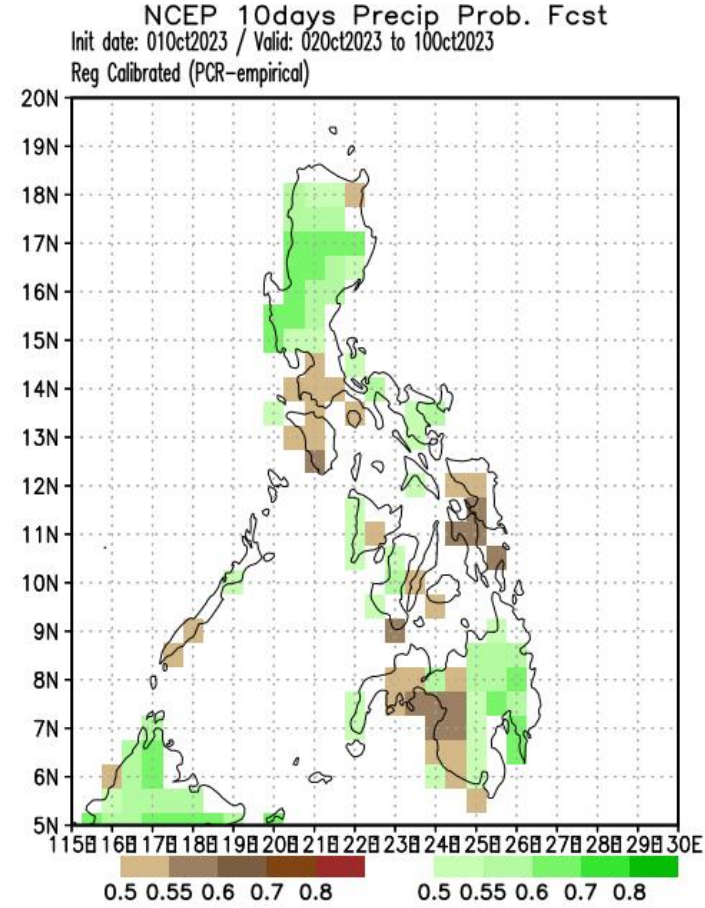 NCEP 10days Precip Prob. Fcst
Init date: 01Oct2023 / Valid: 02Oct2023 to 10Oct2023
Reg Calibrated (PCR-empirical)
20N
19N
18N
17N
16N
15N
14N
13N
12N
11N
10N
9N
8N
7N
6N
5N
115E 116E 117E 118E 119E 120E 121E 122E 123E 124E 125E 126E 127E 128E 129E 130E
0.5 0.55 0.6 0.7 0.8 0.5 0.55 0.6 0.7 0.8